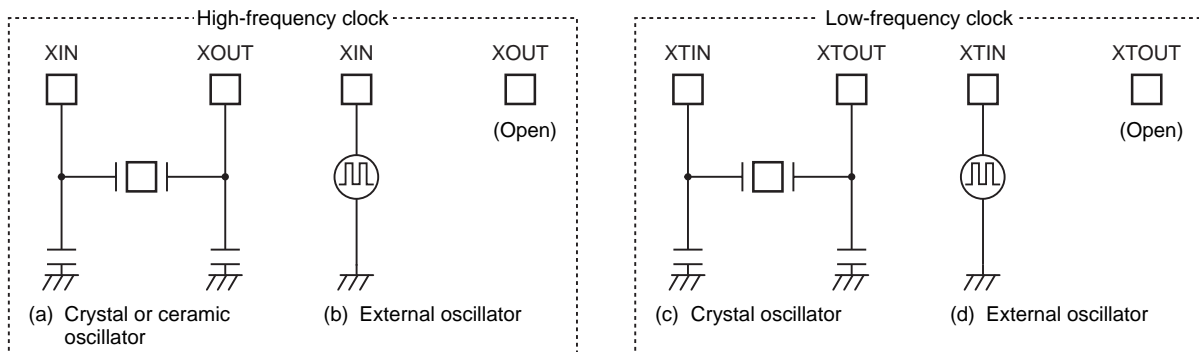 High-frequency clock
Low-frequency clock
XIN XOUT XIN XOUT
XTIN XTOUT XTIN XTOUT
(Open)
(Open)
(a) Crystal or ceramic
oscillator
(b) External oscillator
(c) Crystal oscillator
(d) External oscillator